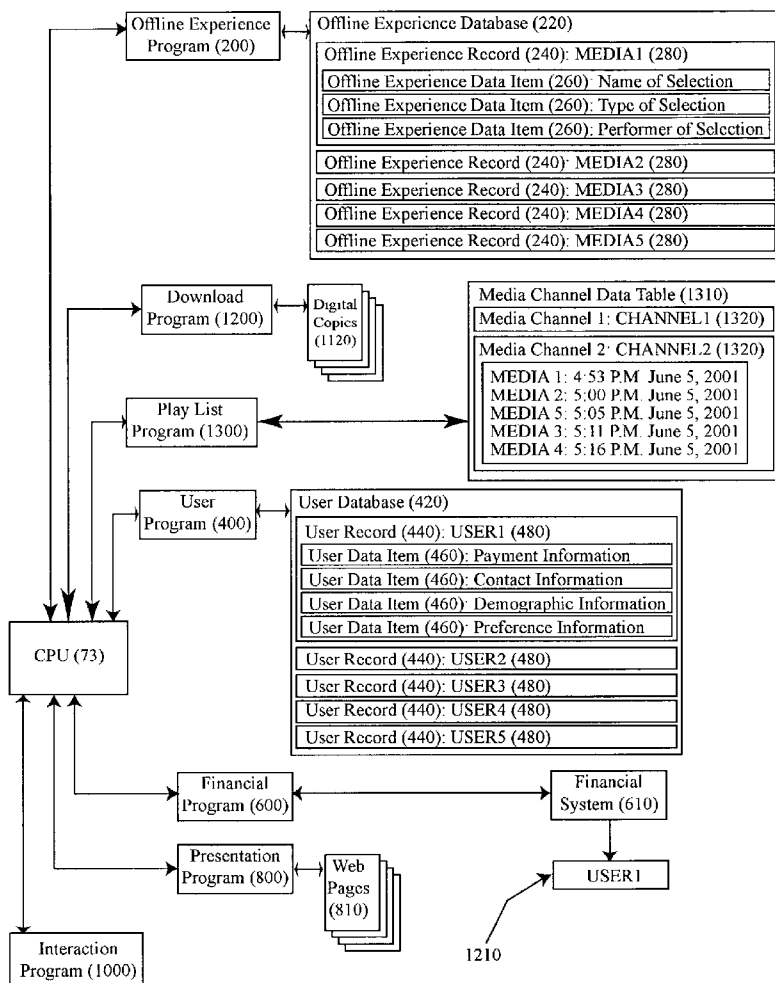 Offline Experience
Program (200)
Offline Experience Database (220)
Offline Experience Record (240): MEDIA1 (280)
Offline Experience Data Item (260): Name of Selection
Offline Experience Data Item (260): Type of Selection
Offline Experience Data Item (260): Performer of Selection
Offline Experience Record (240): MEDIA2 (280)
Offline Experience Record (240): MEDIA3 (280)
Offline Experience Record (240): MEDIA4 (280)
Offline Experience Record (240): MEDIA5 (280)
Download
Program (1200)
Digital
Copies
(1120)
Media Channel Data Table (1310)
Media Channel 1: CHANNEL1 (1320)
Media Channel 2: CHANNEL2 (1320)
MEDIA 1: 4:53 P.M. June 5, 2001
MEDIA 2: 5:00 P.M. June 5, 2001
MEDIA 5: 5:05 P.M. June 5, 2001
MEDIA 3: 5:11 P.M. June 5, 2001
MEDIA 4: 5:16 P.M. June 5, 2001
Play List
Program (1300)
User
Program (400)
User Database (420)
User Record (440): USER1 (480)
User Data Item (460): Payment Information
User Data Item (460): Contact Information
User Data Item (460): Demographic Information
User Data Item (460): Preference Information
User Record (440): USER2 (480)
User Record (440): USER3 (480)
User Record (440): USER4 (480)
User Record (440): USER5 (480)
CPU (73)
Financial
Program (600)
Financial
System (610)
Presentation
Program (800)
Web
Pages
(810)
USER1
1210
Interaction
Program (1000)